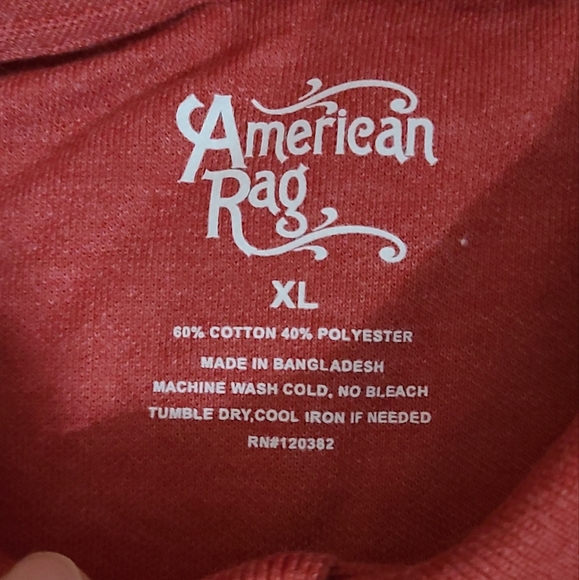 American
Rag
XL
60% COTTON 40% POLYESTER
MADE IN BANGLADESH
MACHINE WASH COLD, NO BLEACH
TUMBLE DRY,COOL IRON IF NEEDED
RN#120382